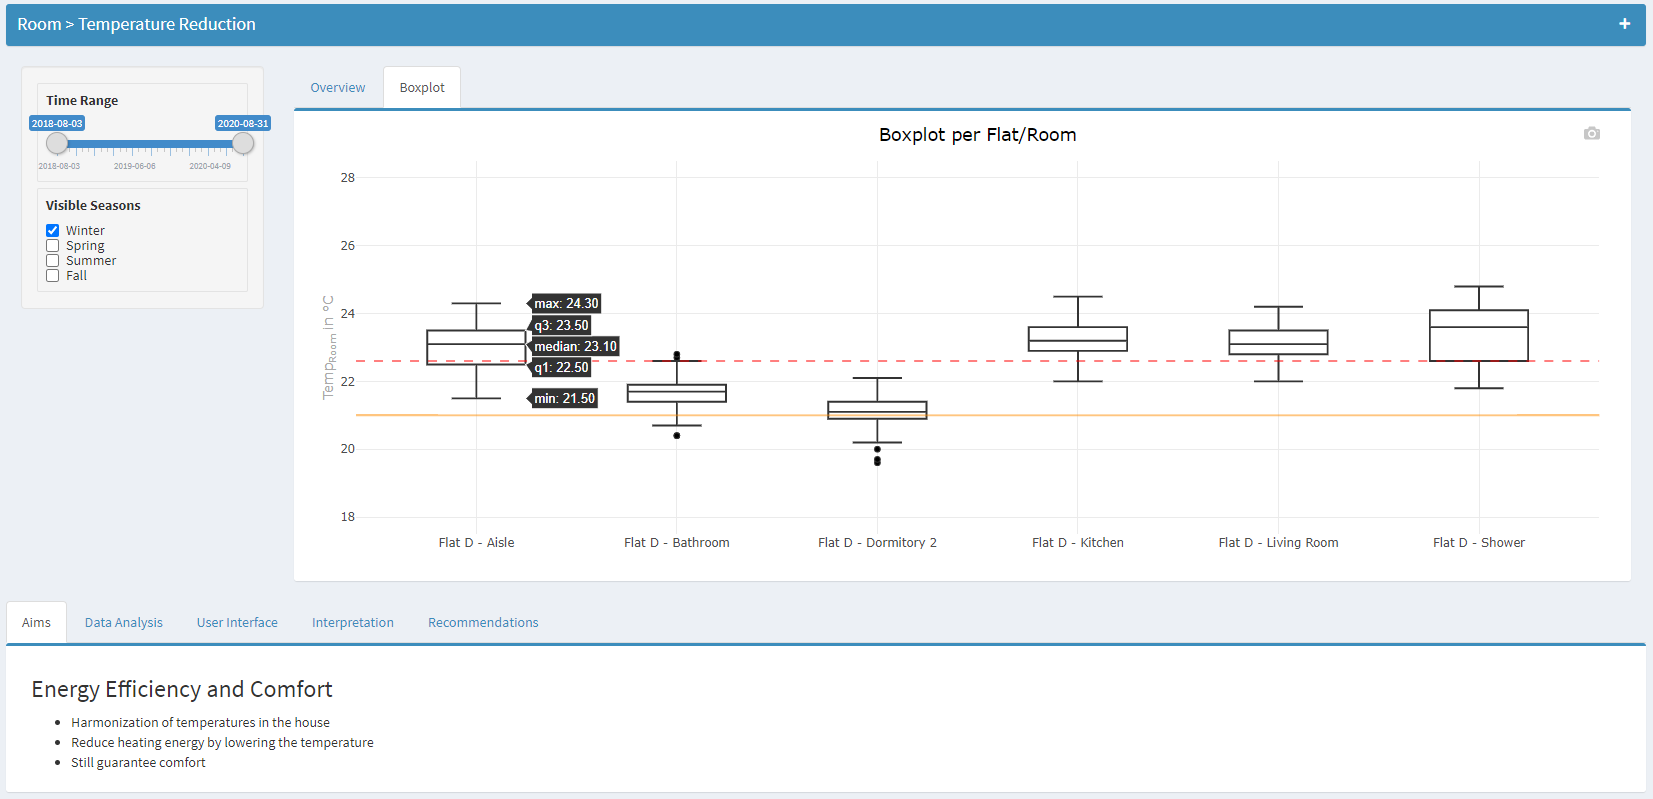 Room > Temperature Reduction
+
Time Range
2018-08-03 2020-08-31
2018-08-03 2019-06-06 2020-04-09
Visible Seasons
Winter
Spring
Summer
Fall
Overview Boxplot
Boxplot per Flat/Room
28
26
24
22
20
18
Temp_Room in °C
max: 24.30
q3: 23.50
median: 23.10
q1: 22.50
min: 21.50
Flat D - Aisle Flat D - Bathroom Flat D - Dormitory 2 Flat D - Kitchen Flat D - Living Room Flat D - Shower
Aims Data Analysis User Interface Interpretation Recommendations
Energy Efficiency and Comfort
• Harmonization of temperatures in the house
• Reduce heating energy by lowering the temperature
• Still guarantee comfort